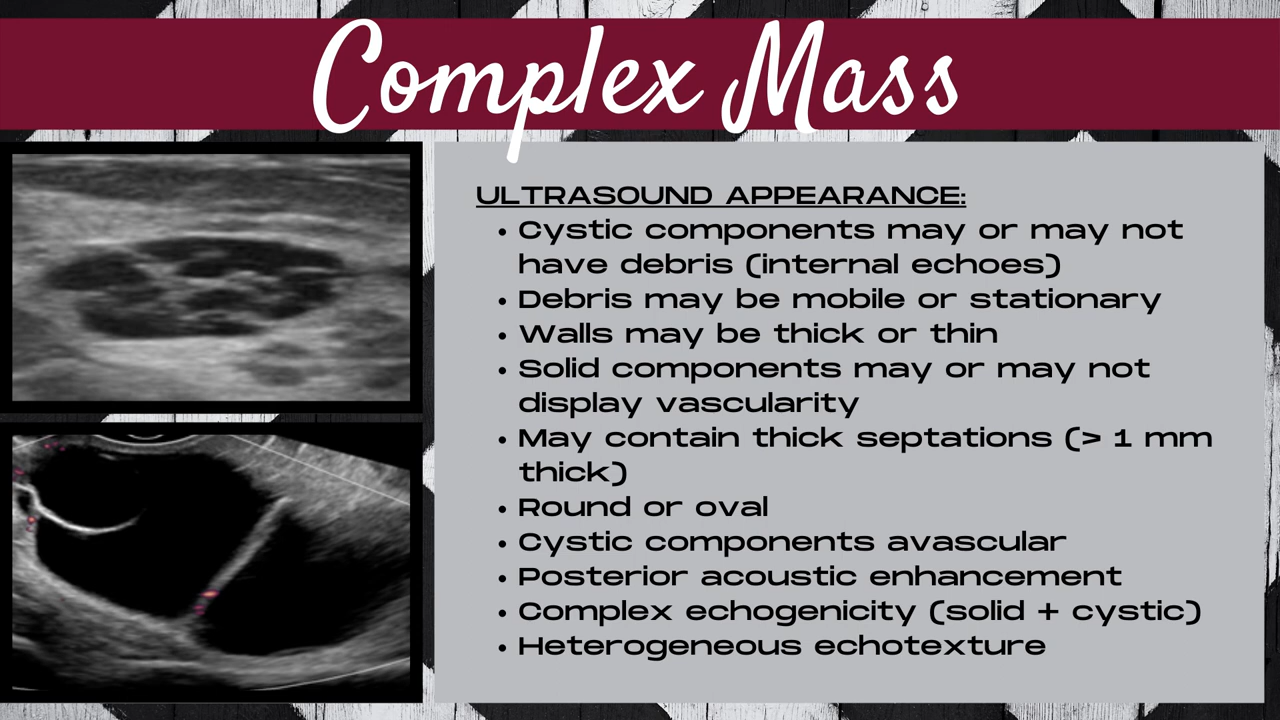 Complex Mass
ULTRASOUND APPEARANCE:
• Cystic components may or may not
have debris (internal echoes)
• Debris may be mobile or stationary
• Walls may be thick or thin
• Solid components may or may not
display vascularity
• May contain thick septations (> 1 mm
thick)
• Round or oval
• Cystic components avascular
• Posterior acoustic enhancement
• Complex echogenicity (solid + cystic)
• Heterogeneous echotexture